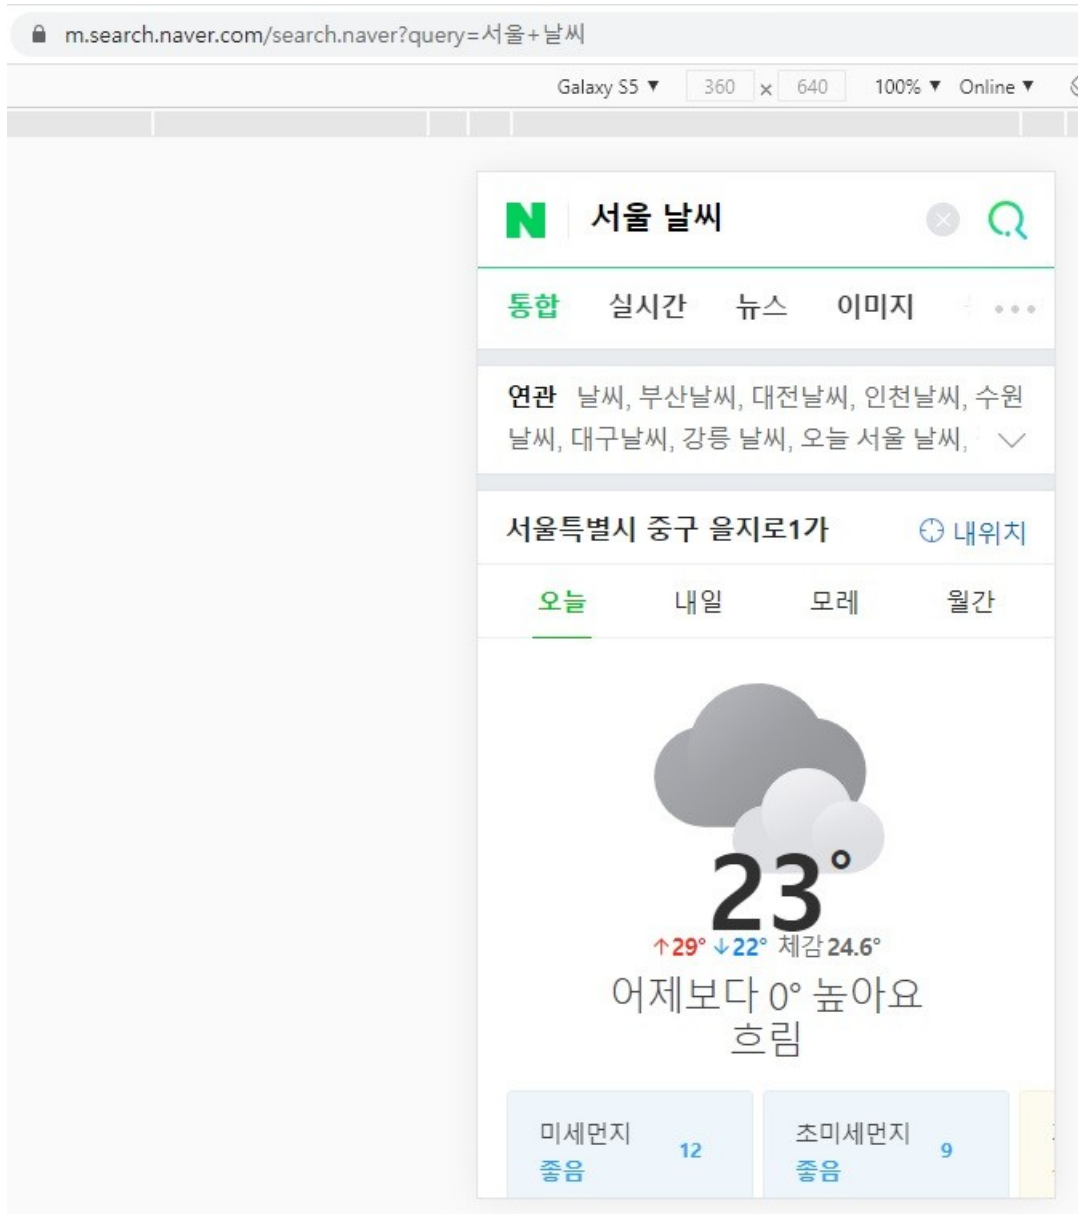 m.search.naver.com/search.naver?query=서울+날씨
Galaxy S5 ▼ 360 × 640 100% ▼ Online ▼
N 서울 날씨
통합 실시간 뉴스 이미지
연관 날씨, 부산날씨, 대전날씨, 인천날씨, 수원
날씨, 대구날씨, 강릉 날씨, 오늘 서울 날씨,
서울특별시 중구 을지로1가 내위치
오늘 내일 모레 월간
23°
↑29° ↓22° 체감 24.6°
어제보다 0° 높아요
흐림
미세먼지 12 초미세먼지 9
좋음 좋음